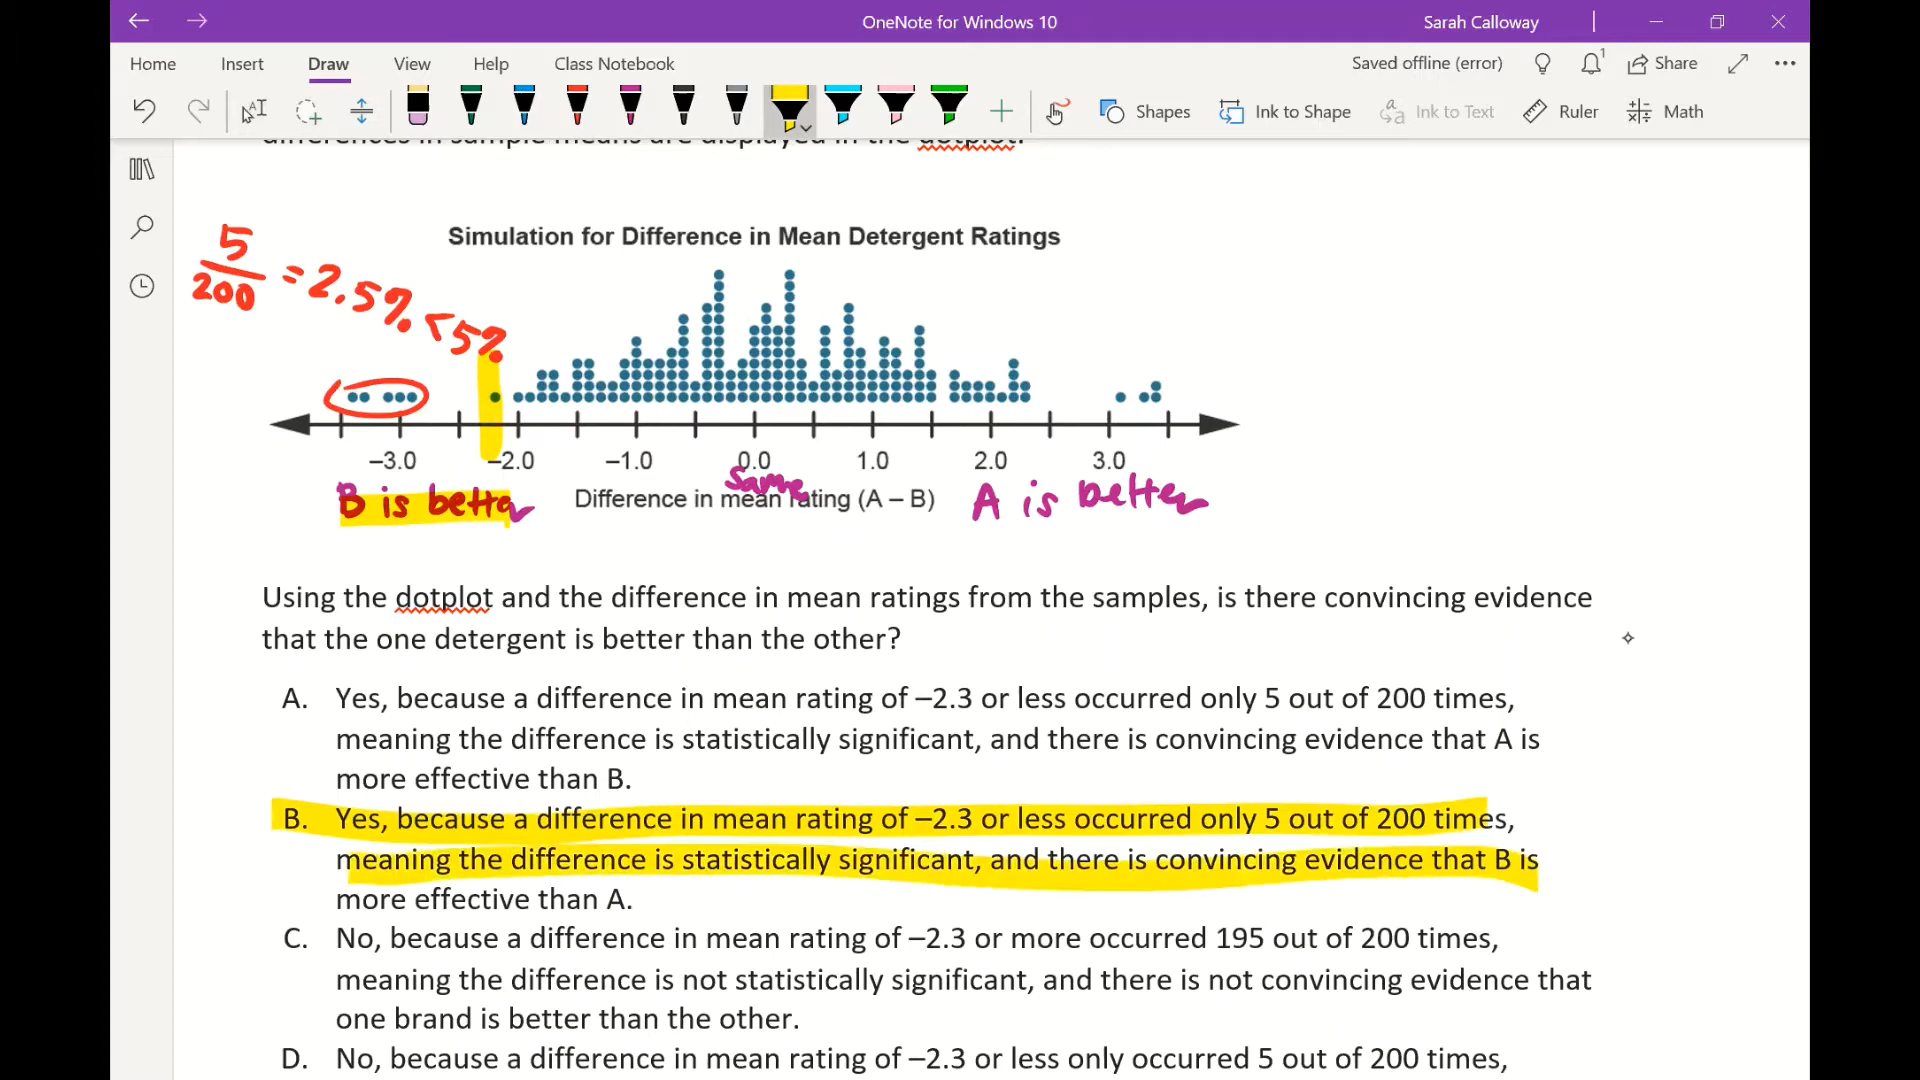 OneNote for Windows 10
Sarah Calloway
Home Insert Draw View Help Class Notebook
Saved offline (error) 1 Share
Shapes Ink to Shape Ink to Text Ruler Math
differences in sample means are displayed in the dotplot.
Simulation for Difference in Mean Detergent Ratings
5
200
= 2.5% < 5%
–3.0 –2.0 –1.0 0.0 1.0 2.0 3.0
same
B is better
Difference in mean rating (A – B)
A is better
Using the dotplot and the difference in mean ratings from the samples, is there convincing evidence
that the one detergent is better than the other?
A. Yes, because a difference in mean rating of –2.3 or less occurred only 5 out of 200 times,
meaning the difference is statistically significant, and there is convincing evidence that A is
more effective than B.
B. Yes, because a difference in mean rating of –2.3 or less occurred only 5 out of 200 times,
meaning the difference is statistically significant, and there is convincing evidence that B is
more effective than A.
C. No, because a difference in mean rating of –2.3 or more occurred 195 out of 200 times,
meaning the difference is not statistically significant, and there is not convincing evidence that
one brand is better than the other.
D. No, because a difference in mean rating of –2.3 or less only occurred 5 out of 200 times,